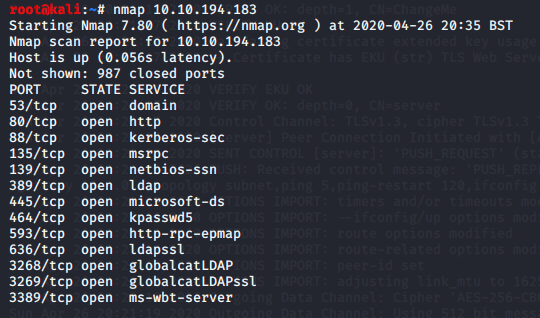 root@kali:~# nmap 10.10.194.183
Starting Nmap 7.80 ( https://nmap.org ) at 2020-04-26 20:35 BST
Nmap scan report for 10.10.194.183
Host is up (0.056s latency).
Not shown: 987 closed ports
PORT STATE SERVICE
53/tcp open domain
80/tcp open http
88/tcp open kerberos-sec
135/tcp open msrpc
139/tcp open netbios-ssn
389/tcp open ldap
445/tcp open microsoft-ds
464/tcp open kpasswd5
593/tcp open http-rpc-epmap
636/tcp open ldapssl
3268/tcp open globalcatLDAP
3269/tcp open globalcatLDAPssl
3389/tcp open ms-wbt-server